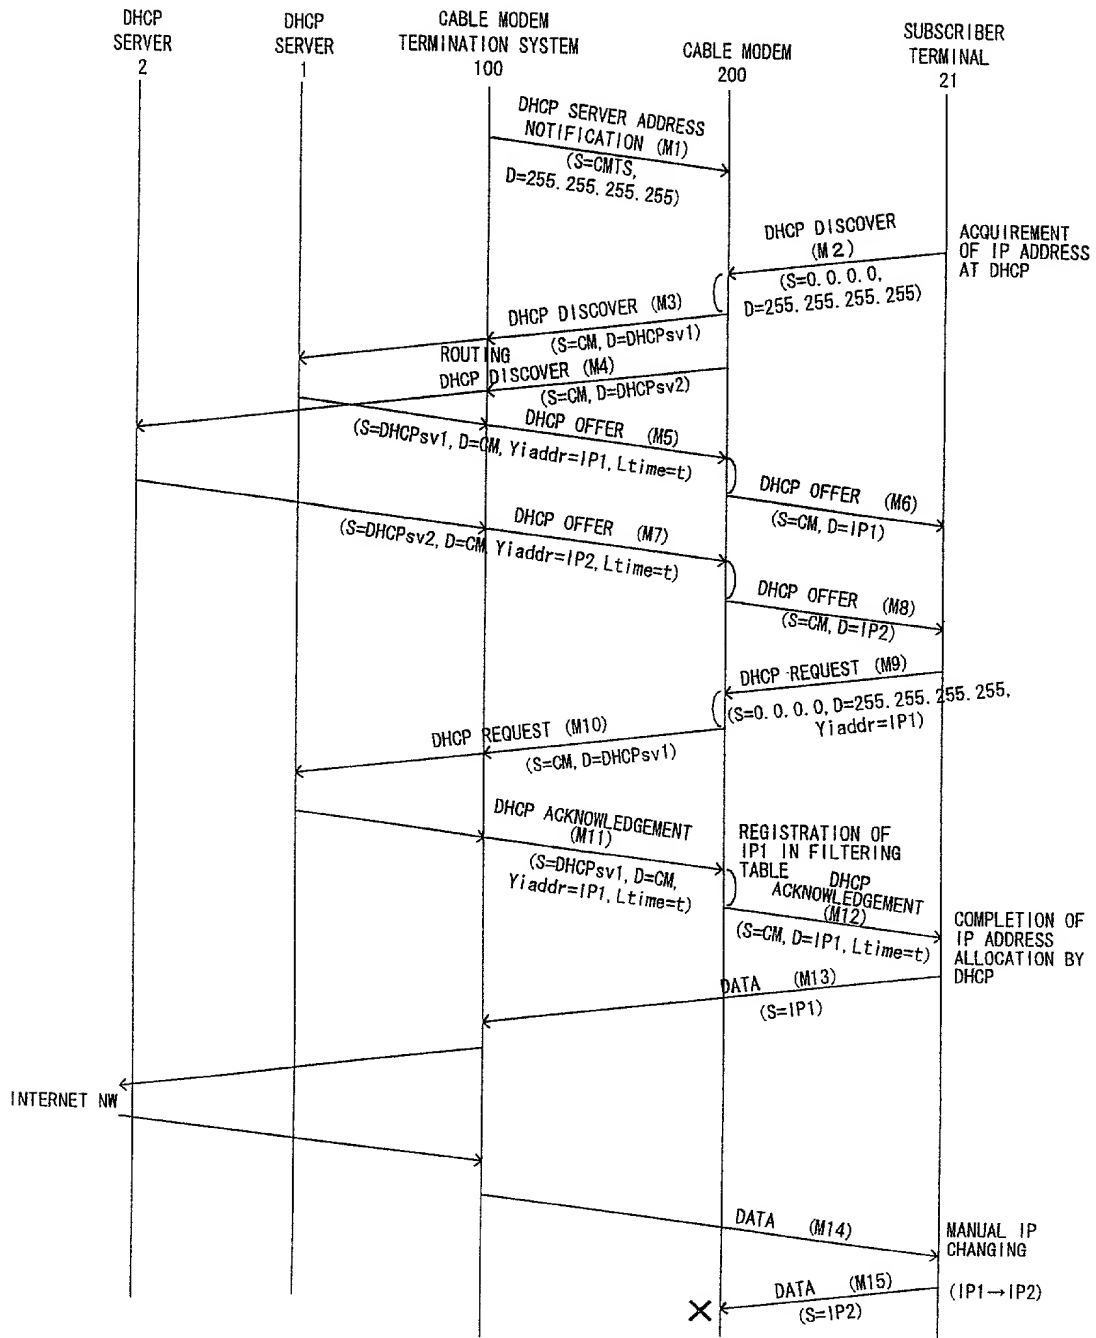 DHCP
SERVER
2
DHCP
SERVER
1
CABLE MODEM
TERMINATION SYSTEM
100
CABLE MODEM
200
SUBSCRIBER
TERMINAL
21
DHCP SERVER ADDRESS
NOTIFICATION (M1)
(S=CMTS,
D=255.255.255.255)
DHCP DISCOVER
(M2)
(S=0.0.0.0,
D=255.255.255.255)
ACQUIREMENT
OF IP ADDRESS
AT DHCP
DHCP DISCOVER (M3)
(S=CM, D=DHCPsv1)
ROUTING
DHCP DISCOVER (M4)
(S=CM, D=DHCPsv2)
DHCP OFFER (M5)
(S=DHCPsv1, D=CM, Yiaddr=IP1, Ltime=t)
DHCP OFFER (M6)
(S=CM, D=IP1)
DHCP OFFER (M7)
(S=DHCPsv2, D=CM, Yiaddr=IP2, Ltime=t)
DHCP OFFER (M8)
(S=CM, D=IP2)
DHCP REQUEST (M9)
(S=0.0.0.0, D=255.255.255.255,
Yiaddr=IP1)
DHCP REQUEST (M10)
(S=CM, D=DHCPsv1)
DHCP ACKNOWLEDGEMENT
(M11)
(S=DHCPsv1, D=CM,
Yiaddr=IP1, Ltime=t)
REGISTRATION OF
IP1 IN FILTERING
TABLE
DHCP
ACKNOWLEDGEMENT
(M12)
(S=CM, D=IP1, Ltime=t)
COMPLETION OF
IP ADDRESS
ALLOCATION BY
DHCP
DATA (M13)
(S=IP1)
INTERNET NW
DATA (M14)
MANUAL IP
CHANGING
DATA (M15)
(S=IP2)
(IP1→IP2)